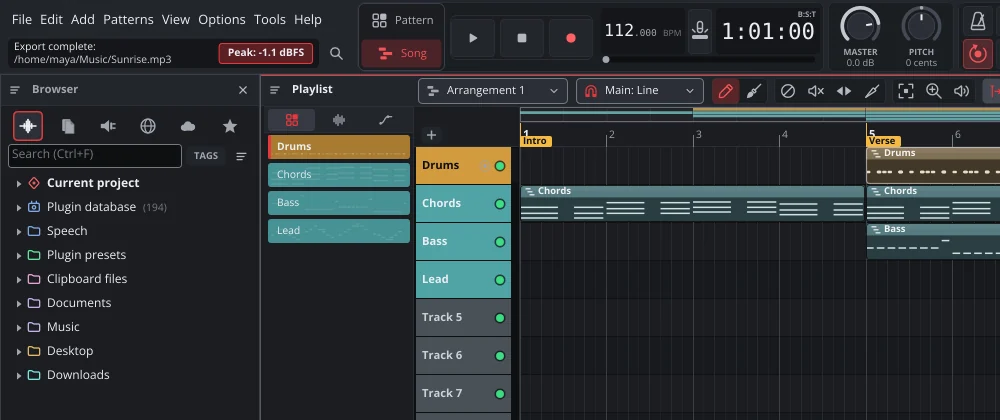 File Edit Add Patterns View Options Tools Help
Export complete:
/home/maya/Music/Sunrise.mp3
Peak: -1.1 dBFS
Pattern
Song
112.000 BPM
B:S:T
1:01:00
MASTER
0.0 dB
PITCH
0 cents
Browser
Playlist
Arrangement 1
Main: Line
Search (Ctrl+F)
TAGS
Current project
Plugin database (194)
Speech
Plugin presets
Clipboard files
Documents
Music
Desktop
Downloads
Drums
Chords
Bass
Lead
1 2 3 4 5 6
Intro
Verse
Drums
Drums
Chords
Chords
Chords
Bass
Bass
Lead
Track 5
Track 6
Track 7